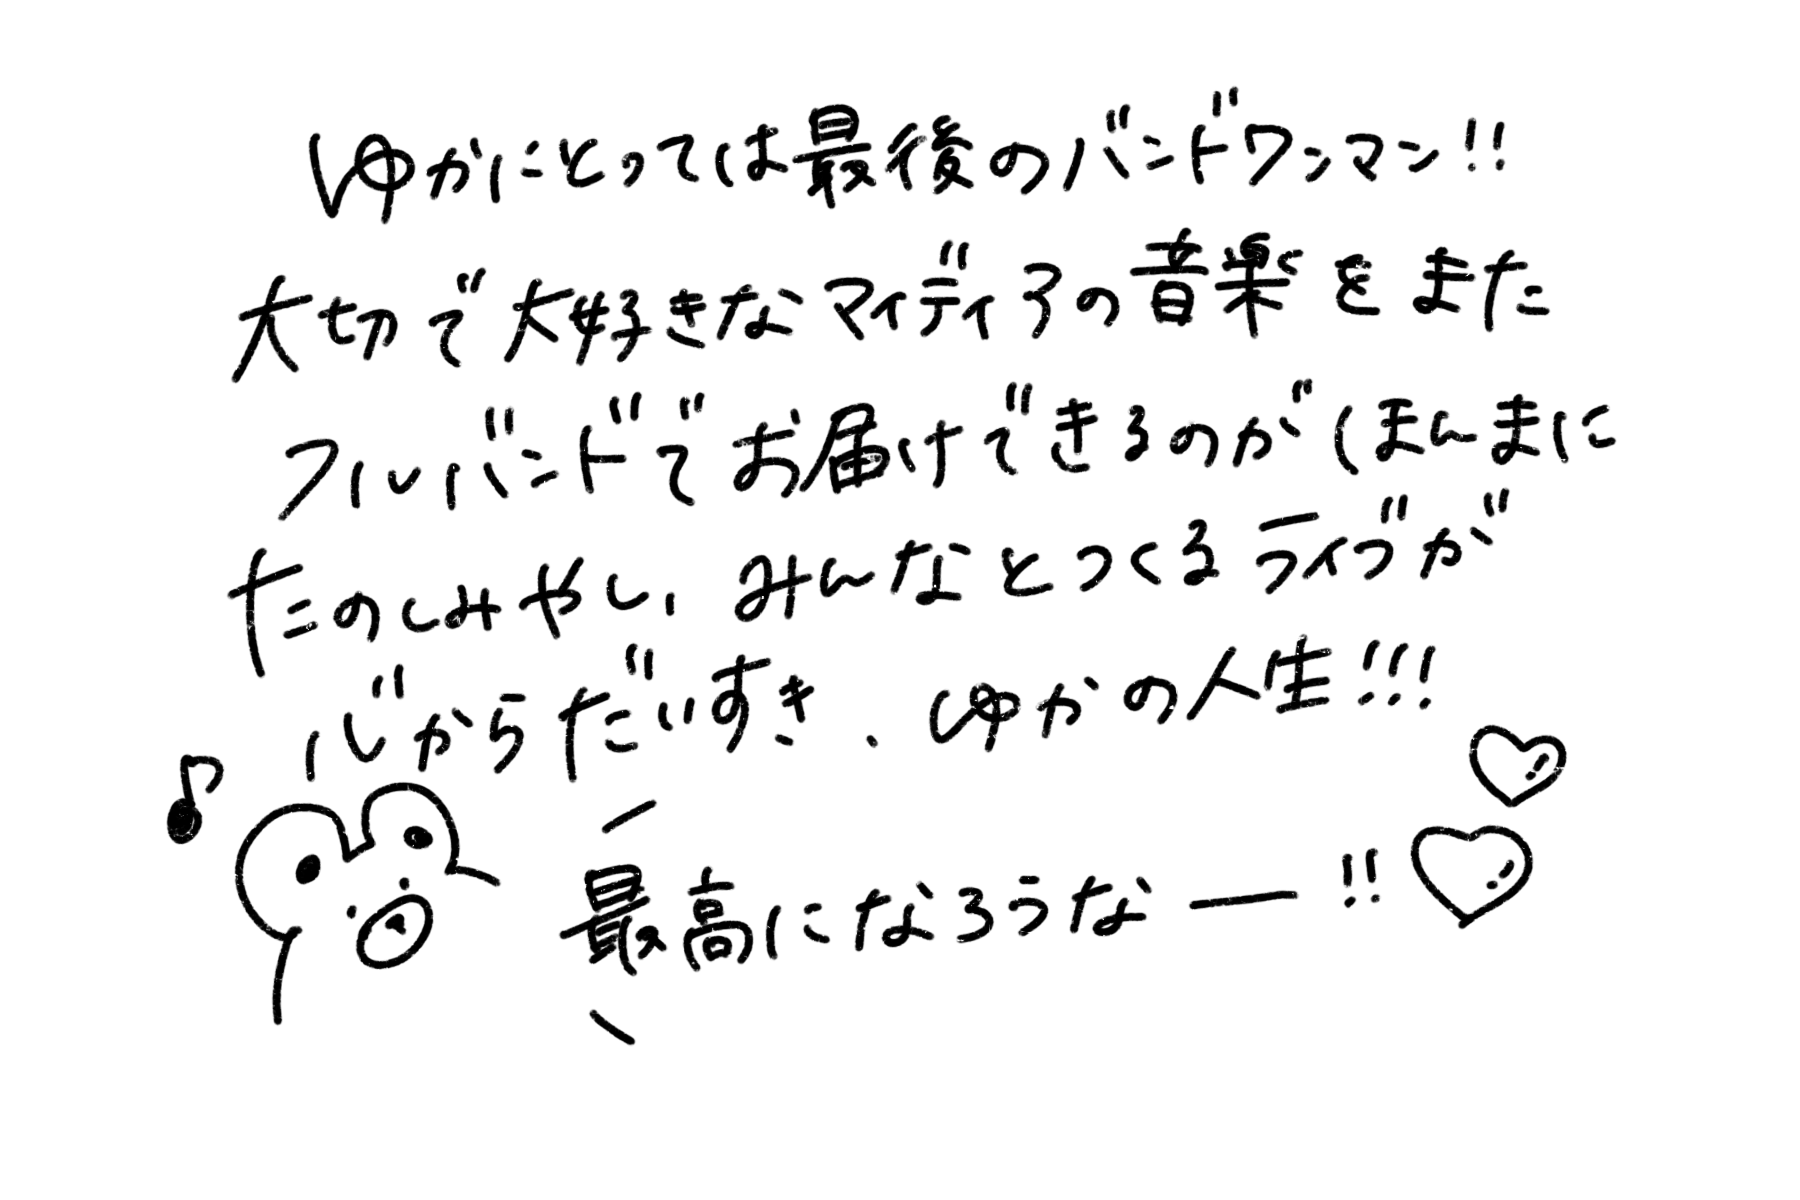 ゆかにとっては最後のバンドワンマン!!
大切で大好きなマイディアの音楽をまた
フルバンドでお届けできるのがほまんまに
たのしみやし、みんなとつくるライブが
心からだいすき、ゆかの人生!!!
最高になろうなー!!